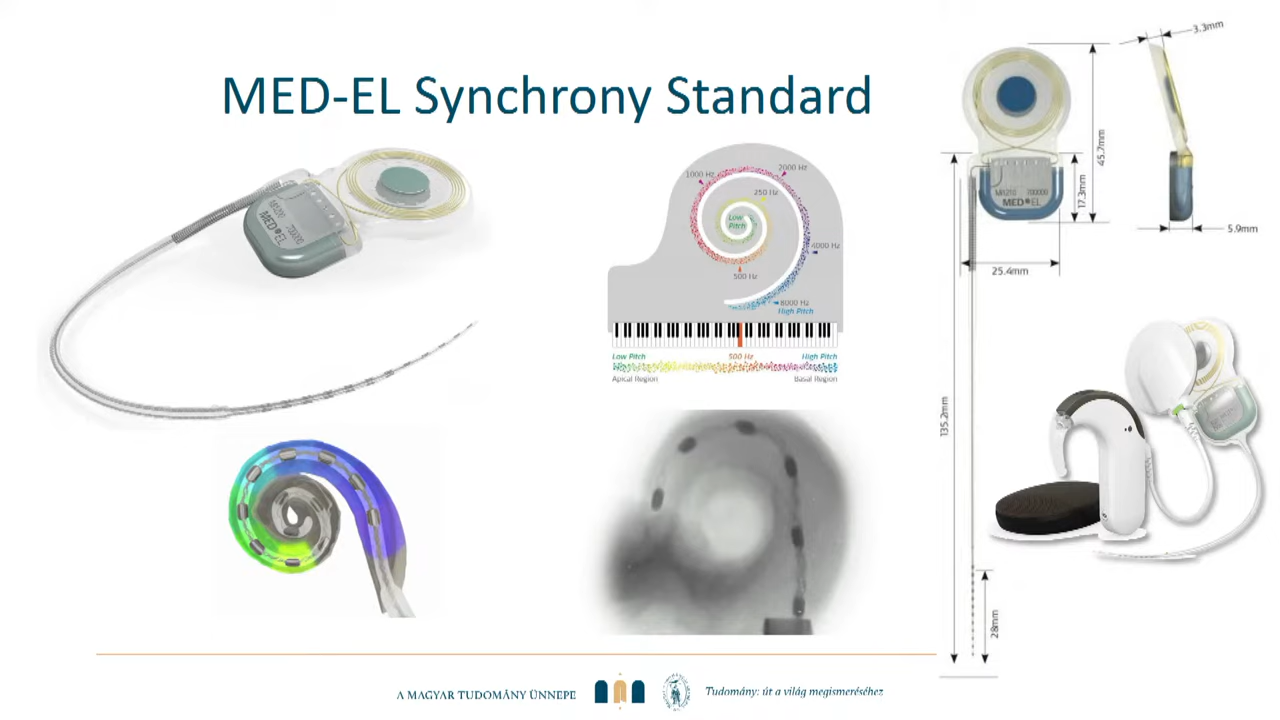 MED-EL Synchrony Standard
MED-EL
1000 Hz
2000 Hz
250 Hz
Low
Pitch
4000 Hz
500 Hz
8000 Hz
High Pitch
Low Pitch
500 Hz
High Pitch
Apical Region
Basal Region
3.3mm
45.7mm
17.3mm
MED-EL
5.9mm
25.4mm
135.2mm
28mm
A MAGYAR TUDOMÁNY ÜNNEPE
Tudomány: út a világ megismeréséhez